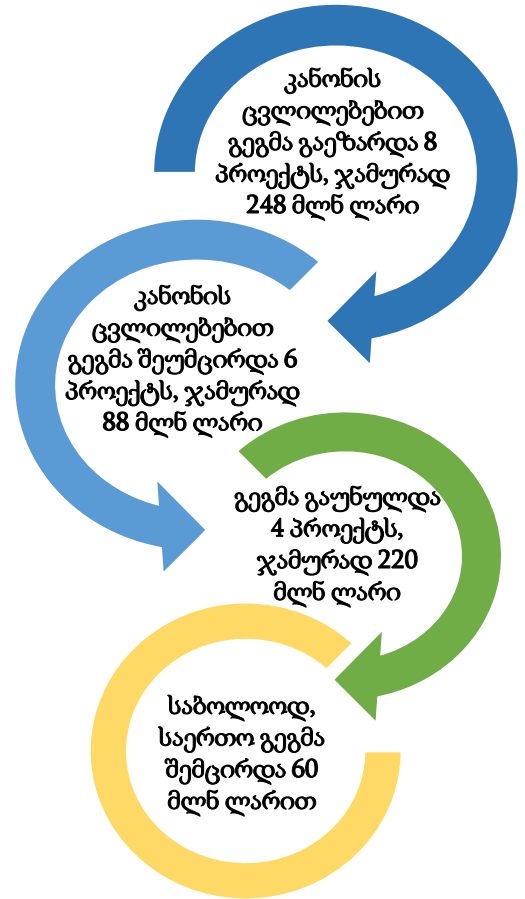 კანონის
ცვლილებებით
გეგმა გაეზარდა 8
პროექტს, ჯამურად
248 მლნ ლარი
კანონის
ცვლილებებით
გეგმა შეუმცირდა 6
პროექტს, ჯამურად
88 მლნ ლარი
გეგმა გაუნულდა
4 პროექტს,
ჯამურად 220
მლნ ლარი
საბოლოოდ,
საერთო გეგმა
შემცირდა 60
მლნ ლარით